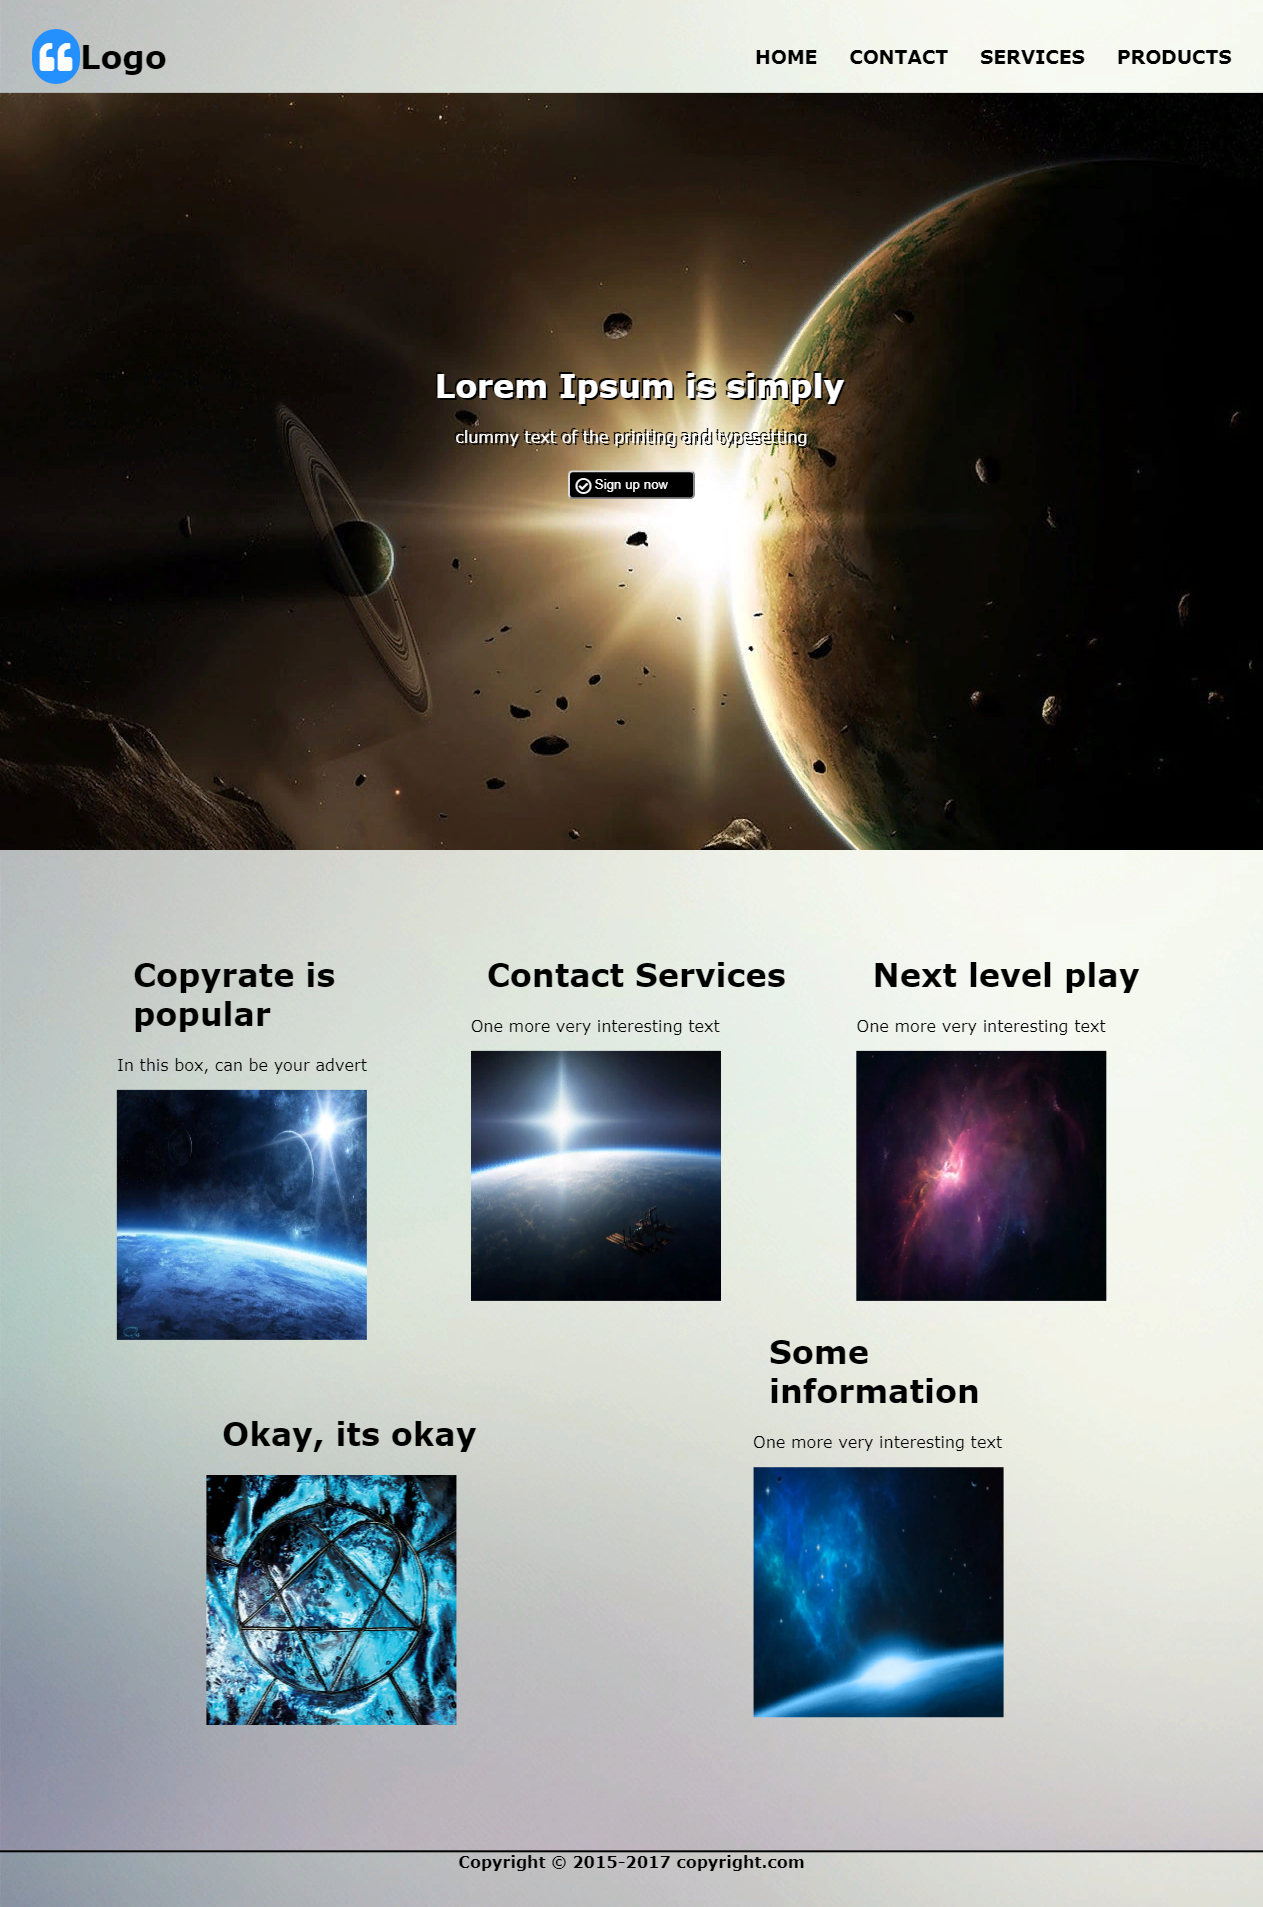 Logo
HOME CONTACT SERVICES PRODUCTS
Lorem Ipsum is simply
clummy text of the printing and typesetting
Sign up now
Copyrate is
popular
In this box, can be your advert
Contact Services
One more very interesting text
Next level play
One more very interesting text
Okay, its okay
Some
information
One more very interesting text
Copyright © 2015-2017 copyright.com